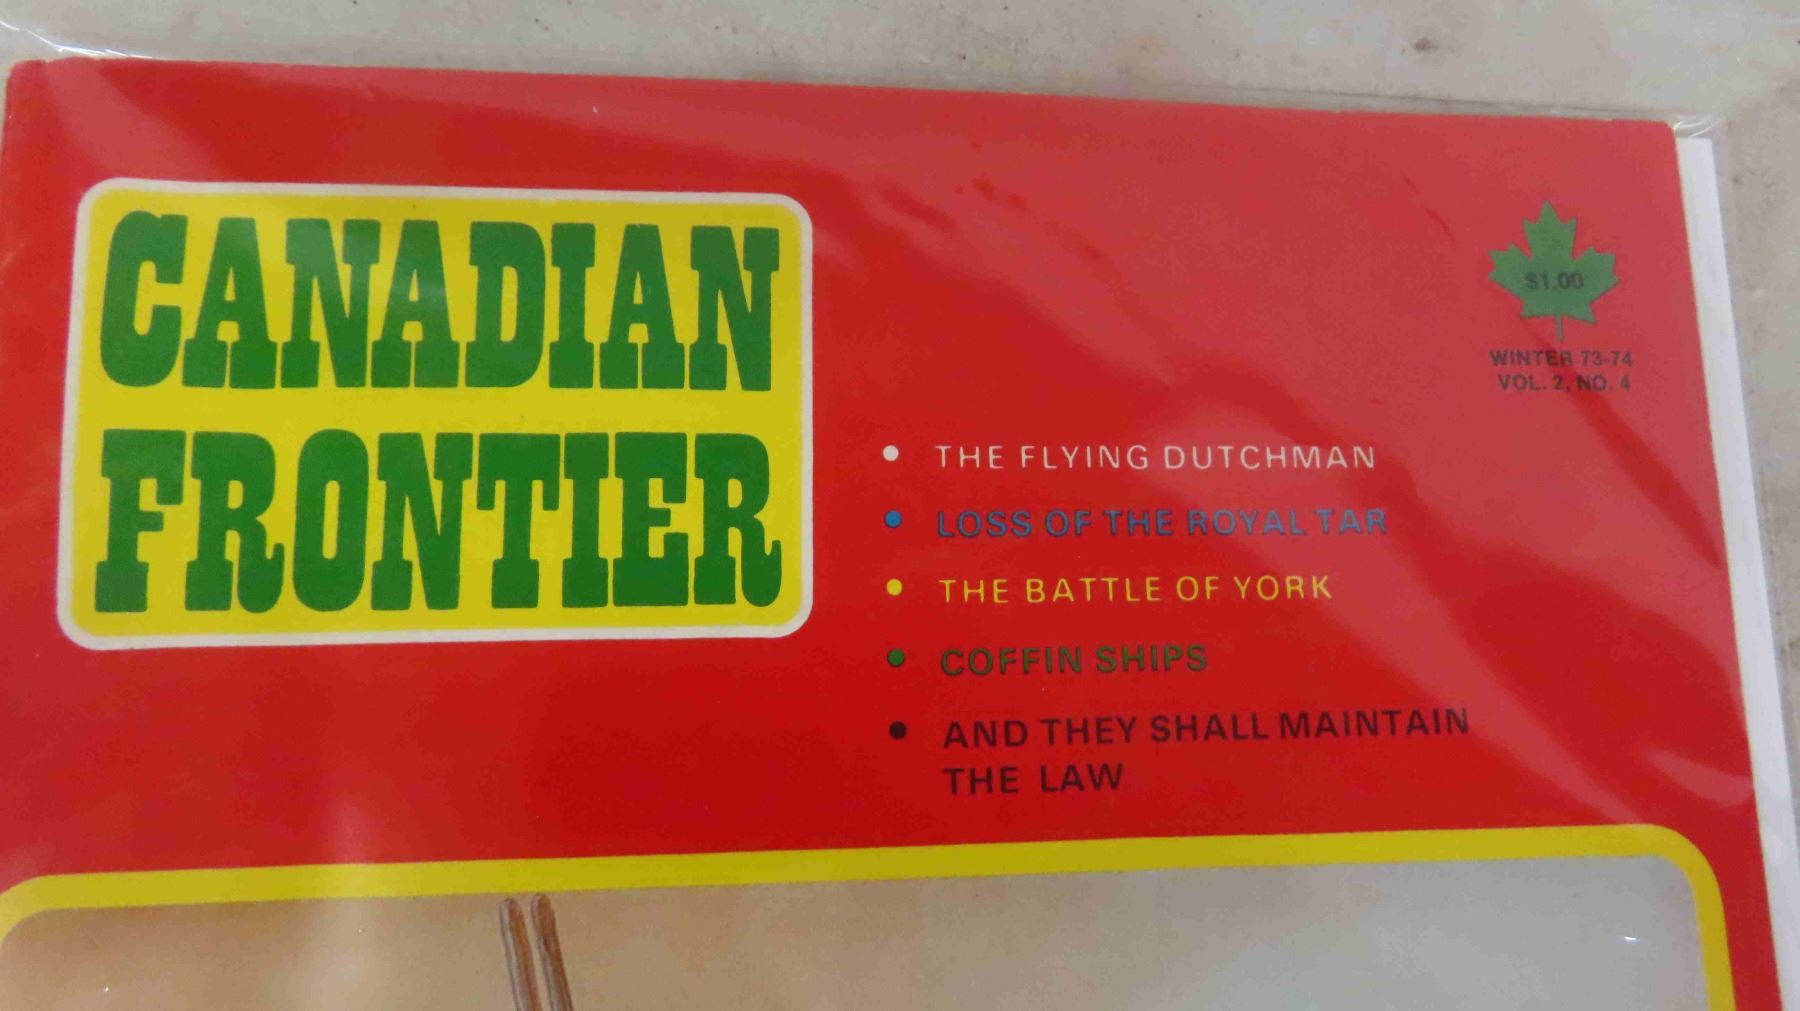 CANADIAN
FRONTIER
$1.00
WINTER 73-74
VOL. 2, NO. 4
• THE FLYING DUTCHMAN
• LOSS OF THE ROYAL TAR
• THE BATTLE OF YORK
• COFFIN SHIPS
• AND THEY SHALL MAINTAIN
THE LAW